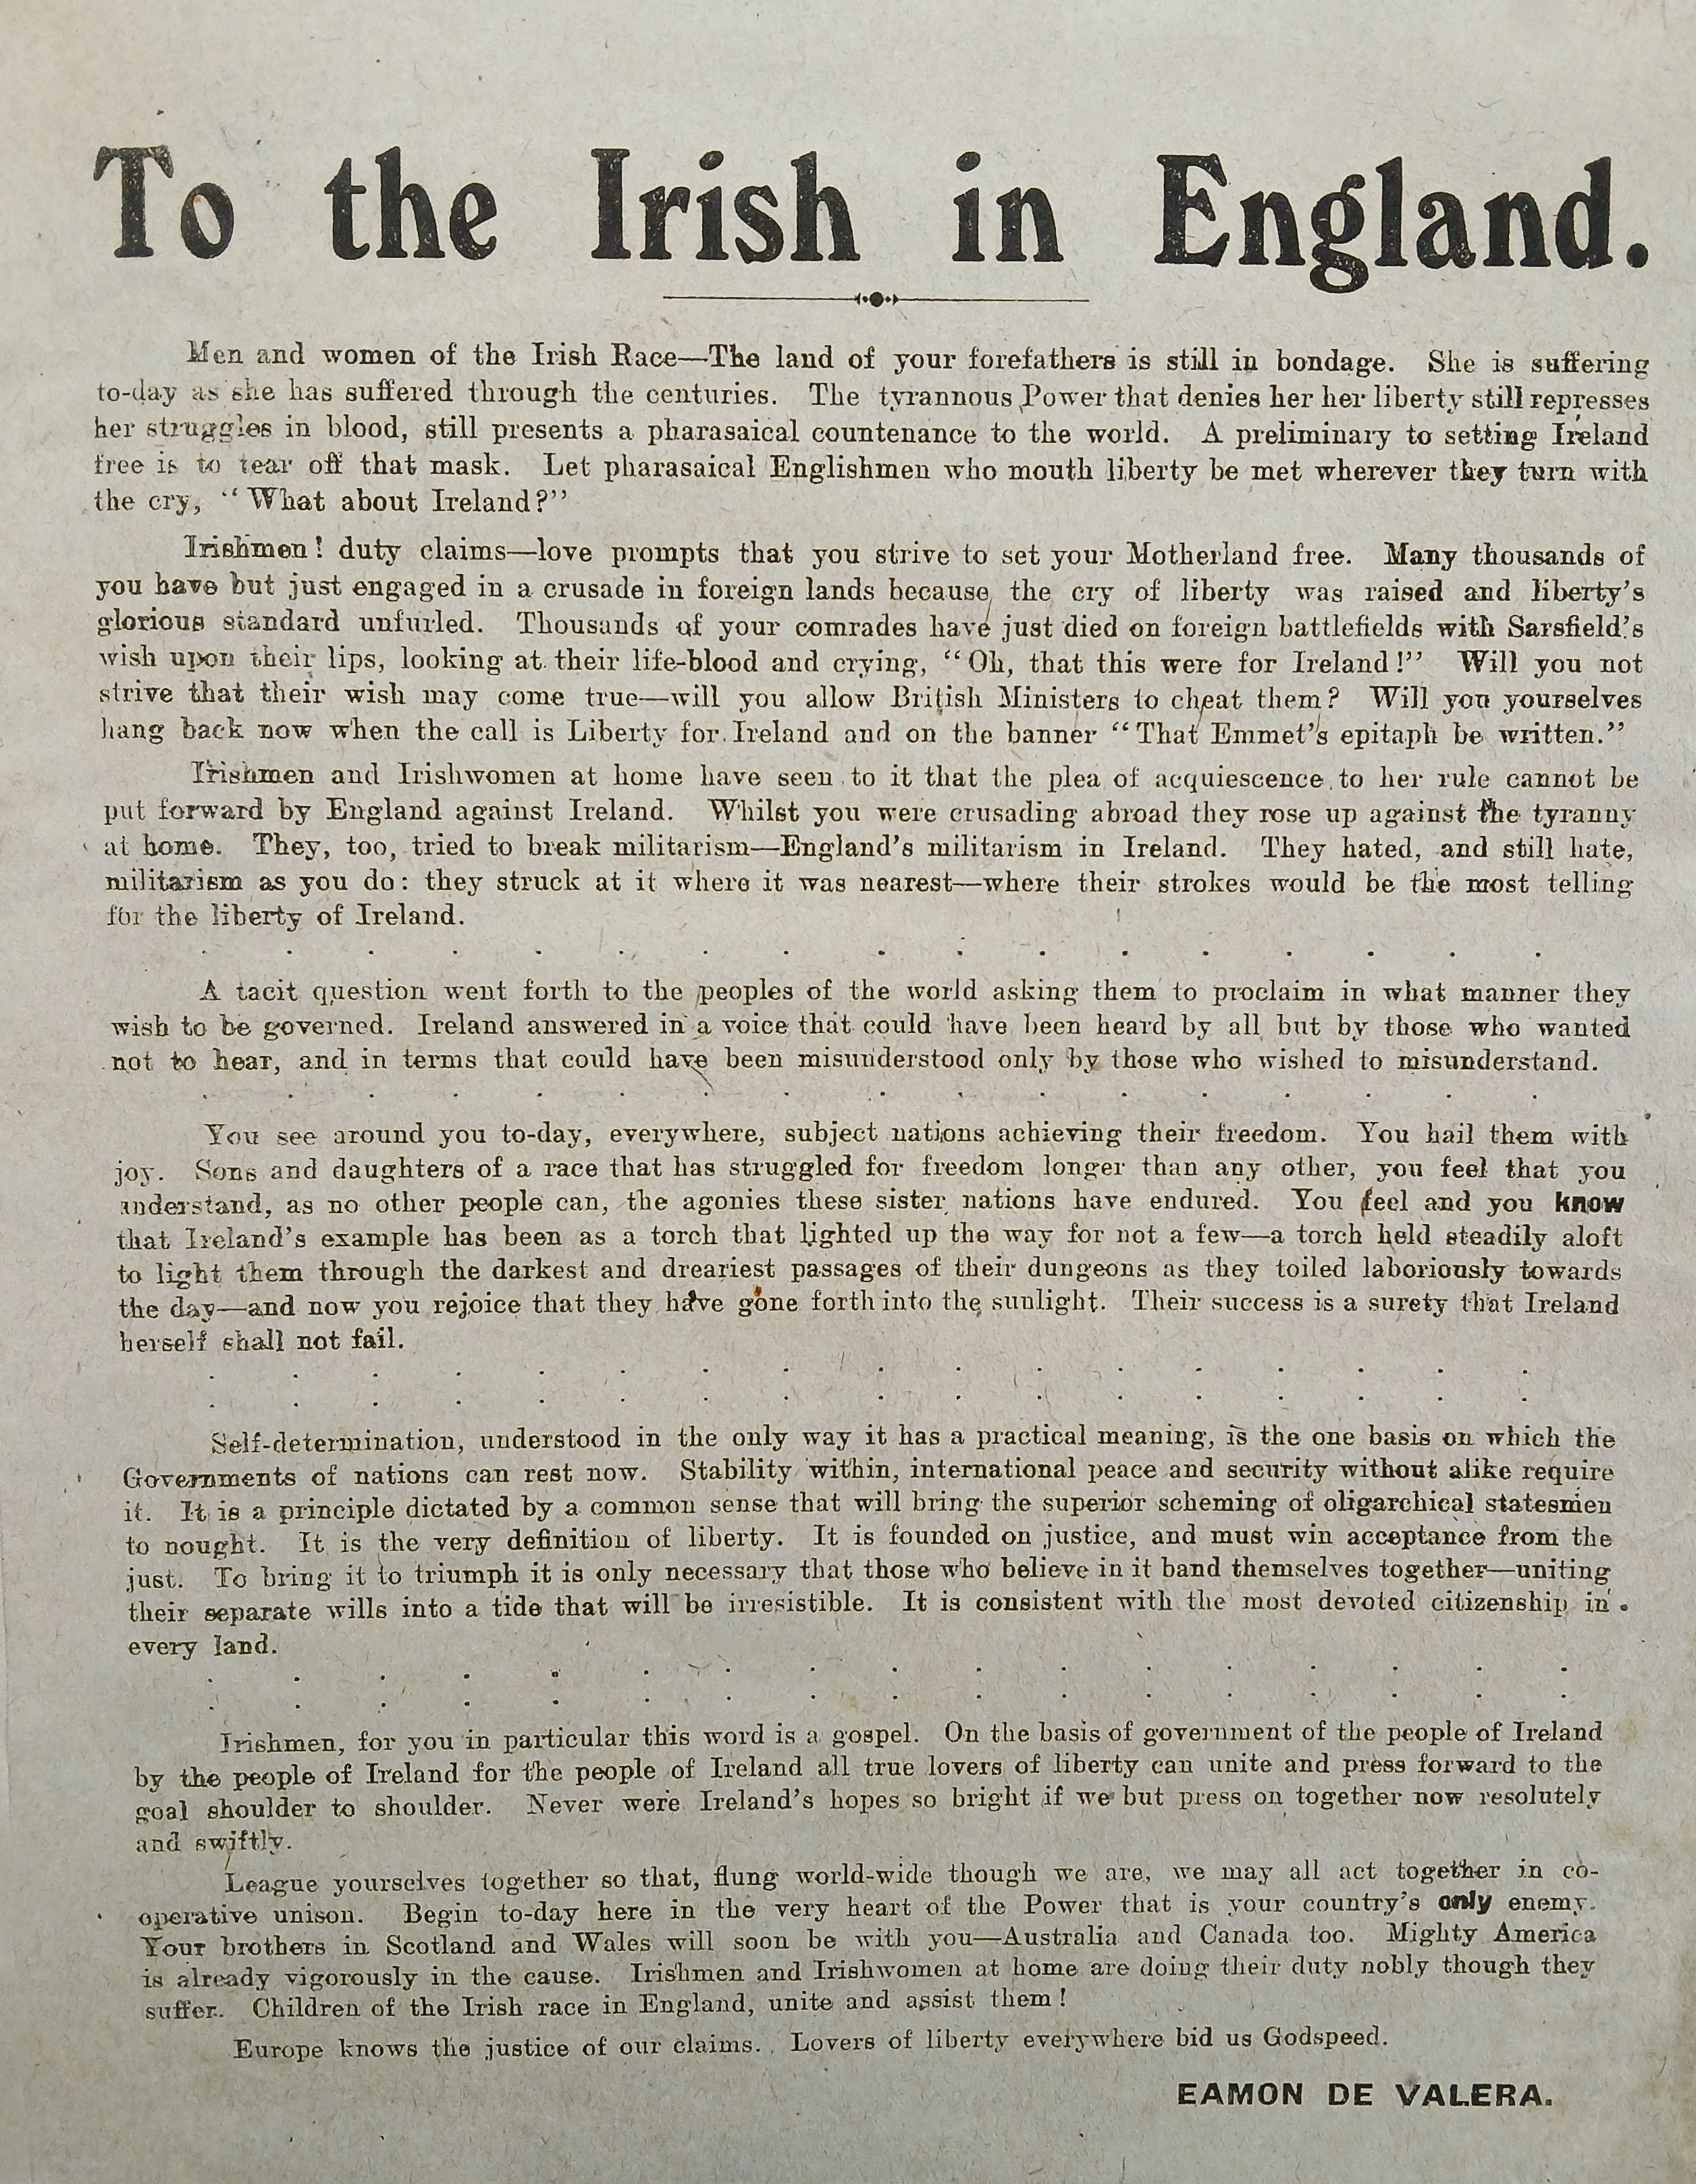 To the Irish in England.
Men and women of the Irish Race—The land of your forefathers is still in bondage. She is suffering
to-day as she has suffered through the centuries. The tyrannous Power that denies her her liberty still represses
her struggles in blood, still presents a pharasaical countenance to the world. A preliminary to setting Ireland
free is to tear off that mask. Let pharasaical Englishmen who mouth liberty be met wherever they turn with
the cry, “What about Ireland?”
Irishmen! duty claims—love prompts that you strive to set your Motherland free. Many thousands of
you have but just engaged in a crusade in foreign lands because the cry of liberty was raised and liberty's
glorious standard unfurled. Thousands of your comrades have just died on foreign battlefields with Sarsfield's
wish upon their lips, looking at their life-blood and crying, “Oh, that this were for Ireland!” Will you not
strive that their wish may come true—will you allow British Ministers to cheat them? Will you yourselves
hang back now when the call is Liberty for Ireland and on the banner “That Emmet's epitaph be written.”
Irishmen and Irishwomen at home have seen to it that the plea of acquiescence to her rule cannot be
put forward by England against Ireland. Whilst you were crusading abroad they rose up against the tyranny
at home. They, too, tried to break militarism—England's militarism in Ireland. They hated, and still hate,
militarism as you do: they struck at it where it was nearest—where their strokes would be the most telling
for the liberty of Ireland.
. . . . . . . . . . . . . . . . .
A tacit question went forth to the peoples of the world asking them to proclaim in what manner they
wish to be governed. Ireland answered in a voice that could have been heard by all but by those who wanted
not to hear, and in terms that could have been misunderstood only by those who wished to misunderstand.
. . . . . . . . . . . . . . . . .
You see around you to-day, everywhere, subject nations achieving their freedom. You hail them with
joy. Sons and daughters of a race that has struggled for freedom longer than any other, you feel that you
understand, as no other people can, the agonies these sister nations have endured. You feel and you know
that Ireland's example has been as a torch that lighted up the way for not a few—a torch held steadily aloft
to light them through the darkest and dreariest passages of their dungeons as they toiled laboriously towards
the day—and now you rejoice that they have gone forth into the sunlight. Their success is a surety that Ireland
herself shall not fail.
. . . . . . . . . . . . . . . . .
. . . . . . . . . . . . . . . . .
Self-determination, understood in the only way it has a practical meaning, is the one basis on which the
Governments of nations can rest now. Stability within, international peace and security without alike require
it. It is a principle dictated by a common sense that will bring the superior scheming of oligarchical statesmen
to nought. It is the very definition of liberty. It is founded on justice, and must win acceptance from the
just. To bring it to triumph it is only necessary that those who believe in it band themselves together—uniting
their separate wills into a tide that will be irresistible. It is consistent with the most devoted citizenship in
every land.
. . . . . . . . . . . . . . . . .
. . . . . . . . . . . . . . . . .
Irishmen, for you in particular this word is a gospel. On the basis of government of the people of Ireland
by the people of Ireland for the people of Ireland all true lovers of liberty can unite and press forward to the
goal shoulder to shoulder. Never were Ireland's hopes so bright if we but press on together now resolutely
and swiftly.
League yourselves together so that, flung world-wide though we are, we may all act together in co-
operative unison. Begin to-day here in the very heart of the Power that is your country's only enemy.
Your brothers in Scotland and Wales will soon be with you—Australia and Canada too. Mighty America
is already vigorously in the cause. Irishmen and Irishwomen at home are doing their duty nobly though they
suffer. Children of the Irish race in England, unite and assist them!
Europe knows the justice of our claims. Lovers of liberty everywhere bid us Godspeed.
EAMON DE VALERA.